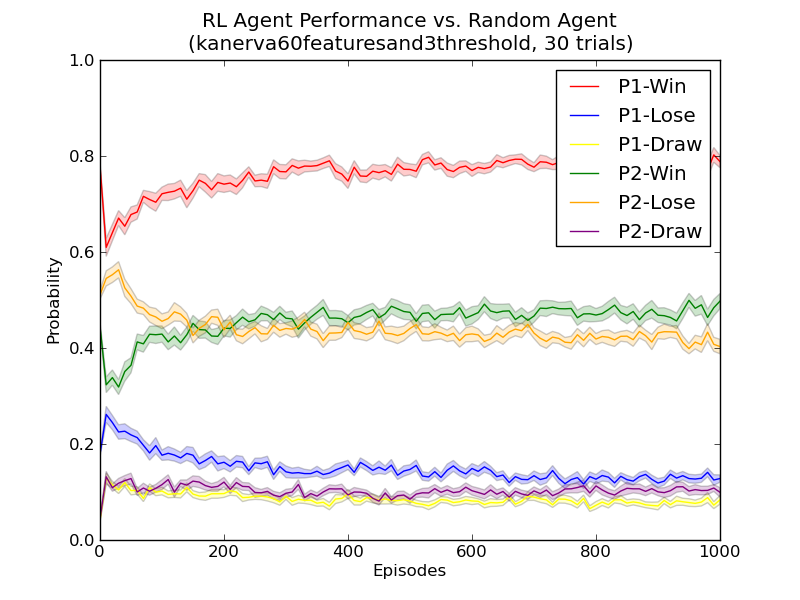 RL Agent Performance vs. Random Agent
(kanerva60featuresand3threshold, 30 trials)
1.0
0.8
0.6
0.4
0.2
0.0
Probability
P1-Win
P1-Lose
P1-Draw
P2-Win
P2-Lose
P2-Draw
0 200 400 600 800 1000
Episodes